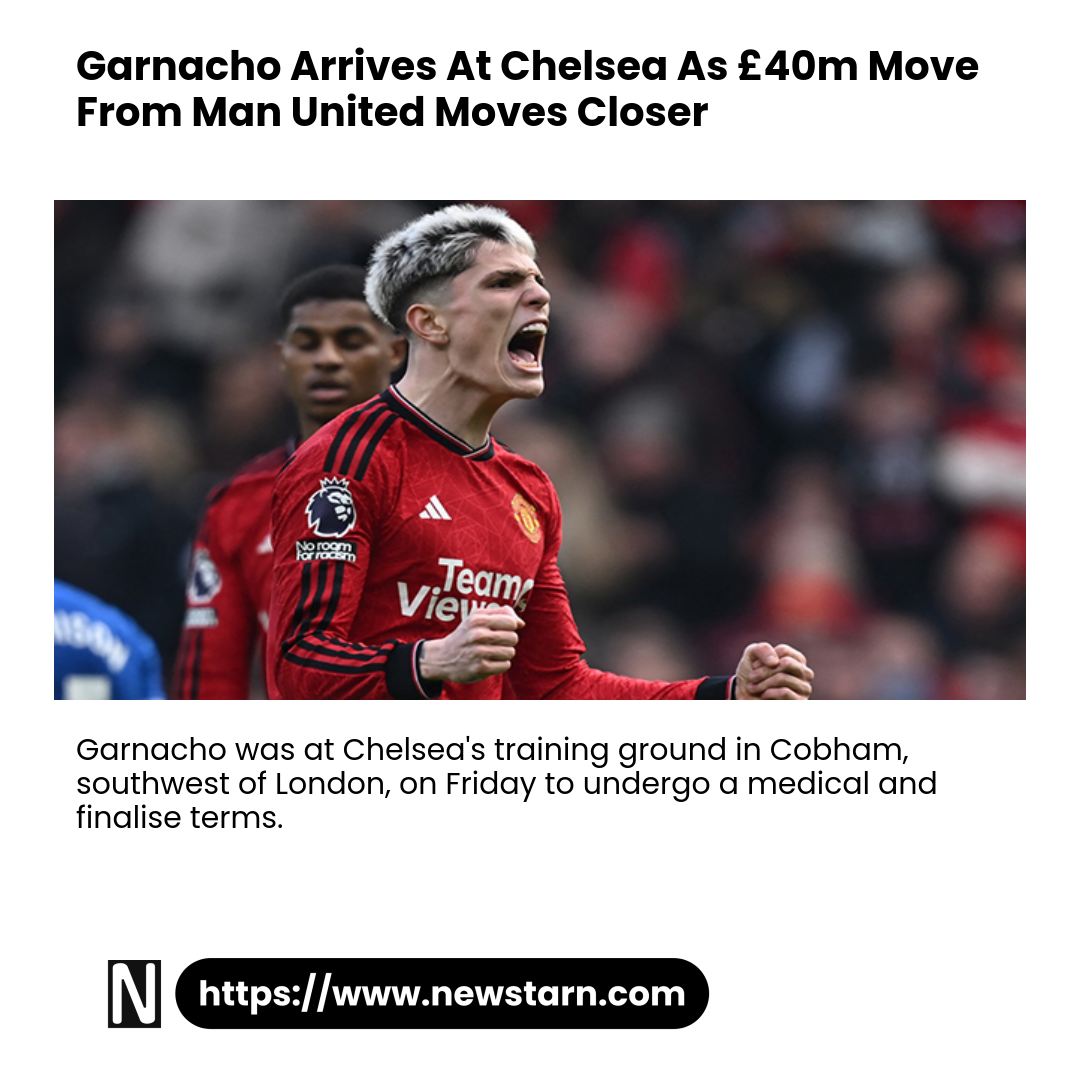 Garnacho Arrives At Chelsea As £40m Move
From Man United Moves Closer
No room
for racism
Team
View
ISON
Garnacho was at Chelsea's training ground in Cobham,
southwest of London, on Friday to undergo a medical and
finalise terms.
N
https://www.newstarn.com